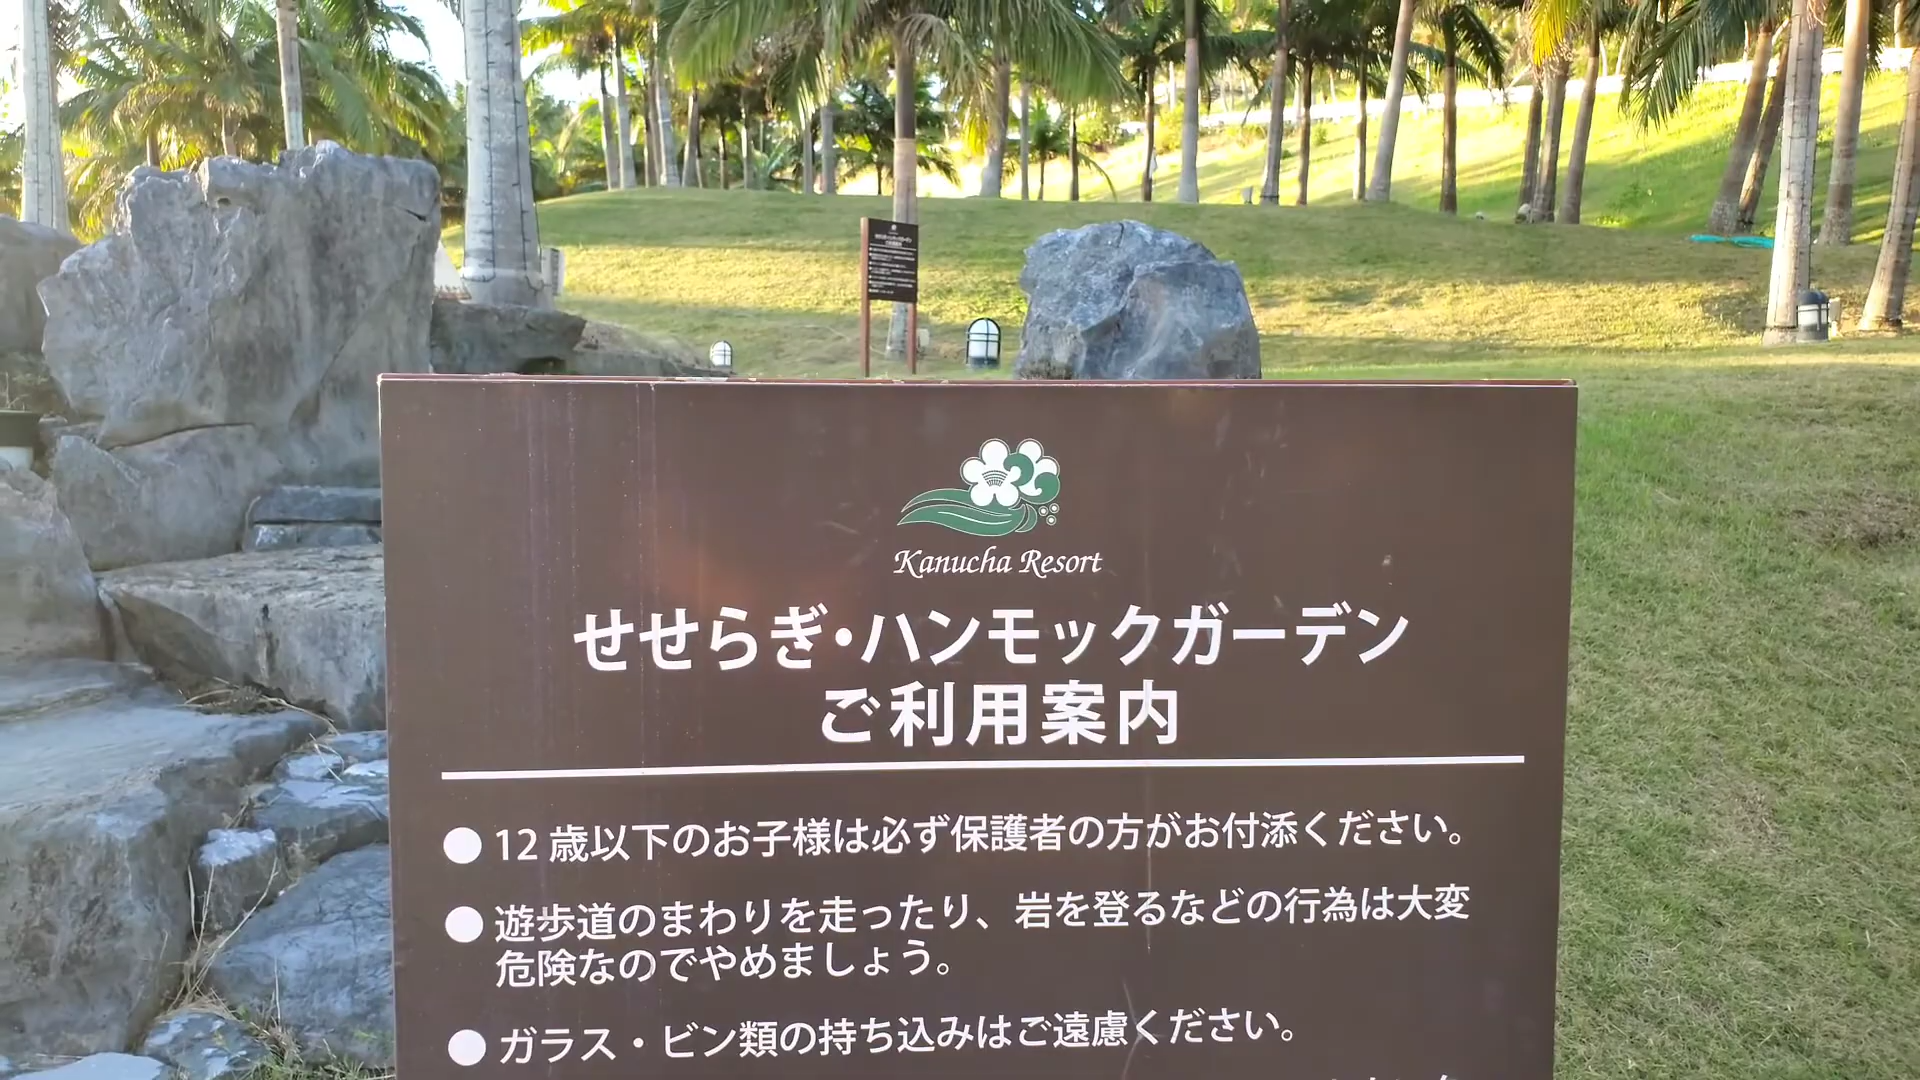 Kanucha Resort
せせらぎ・ハンモックガーデン
ご利用案内
● 12 歳以下のお子様は必ず保護者の方がお付添ください。
● 遊歩道のまわりを走ったり、岩を登るなどの行為は大変
危険なのでやめましょう。
● ガラス・ビン類の持ち込みはご遠慮ください。